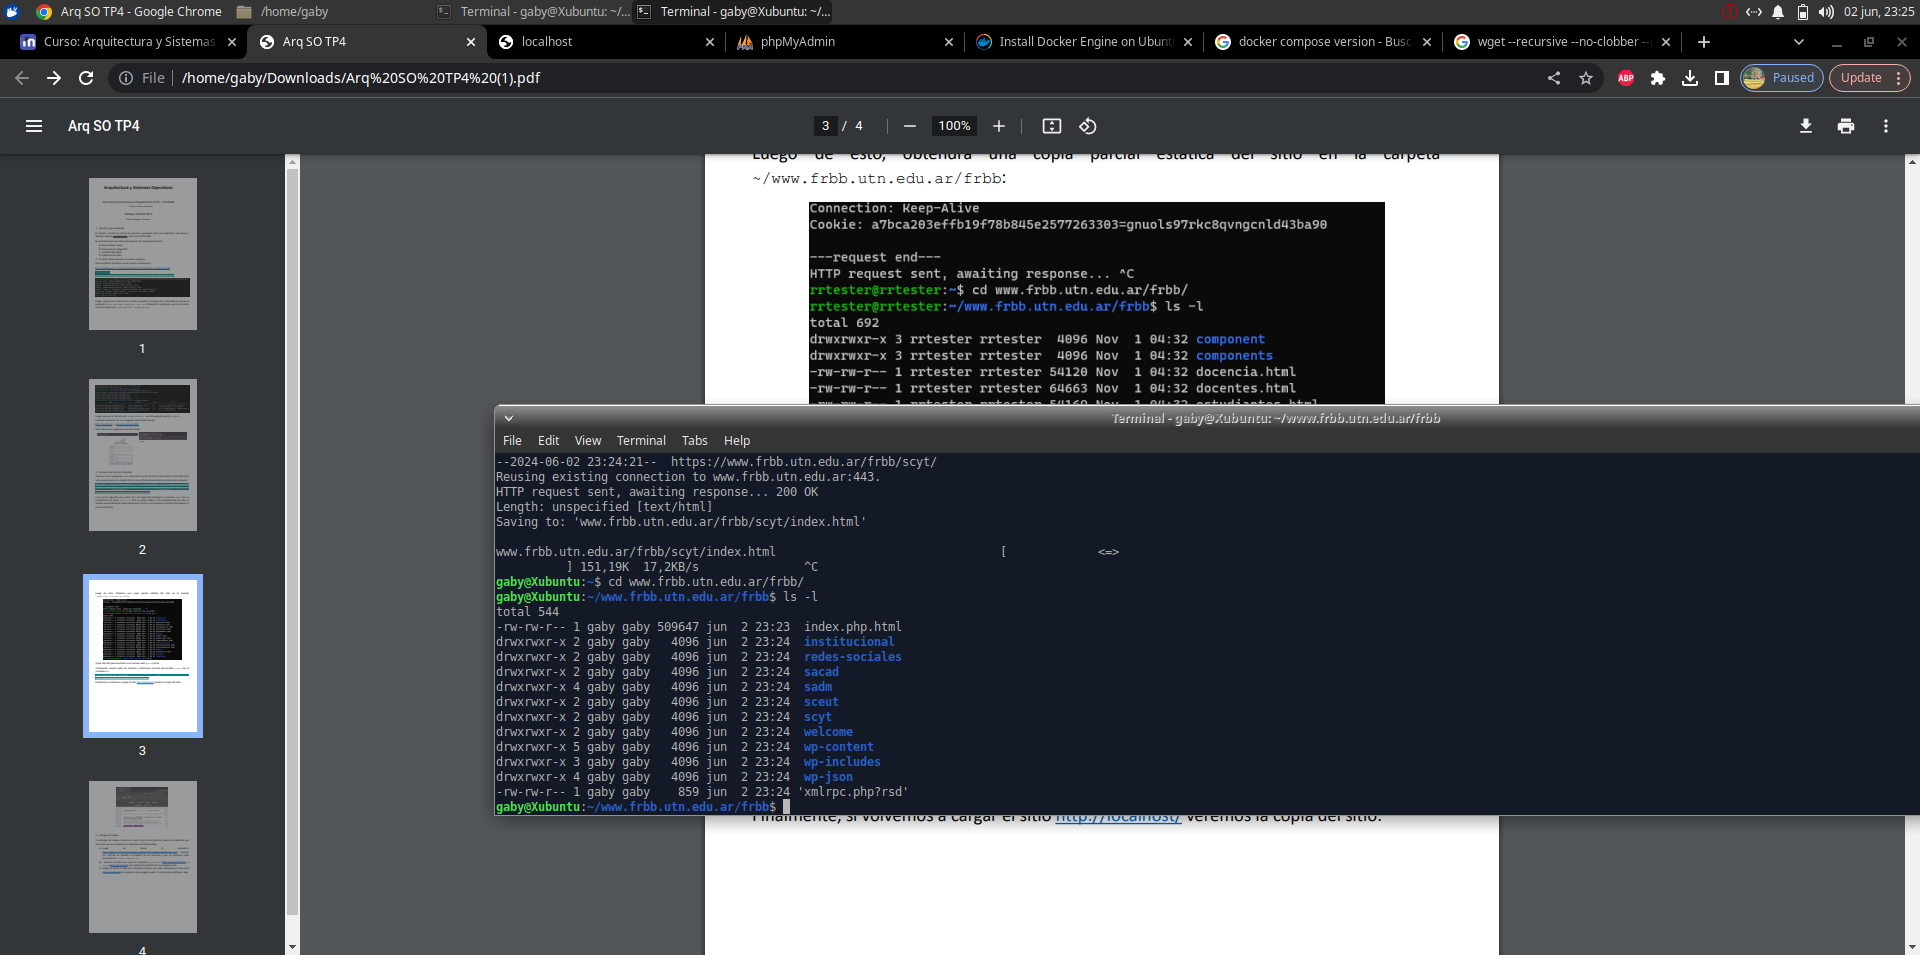 Arq SO TP4 - Google Chrome
/home/gaby
Terminal - gaby@Xubuntu: ~/...
Terminal - gaby@Xubuntu: ~/...
02 jun, 23:25
Curso: Arquitectura y Sistemas
Arq SO TP4
localhost
phpMyAdmin
Install Docker Engine on Ubunt
docker compose version - Busc
wget --recursive --no-clobber --
File
/home/gaby/Downloads/Arq%20SO%20TP4%20(1).pdf
ABP
Paused
Update
Arq SO TP4
3 / 4
100%
1
2
3
4
Luego de esto, obtendrá una copia parcial estática del sitio en la carpeta
~/www.frbb.utn.edu.ar/frbb:
Connection: Keep-Alive
Cookie: a7bca203effb19f78b845e2577263303=gnuols97rkc8qvngcnld43ba90
---request end---
HTTP request sent, awaiting response... ^C
rrtester@rrtester:~$ cd www.frbb.utn.edu.ar/frbb/
rrtester@rrtester:~/www.frbb.utn.edu.ar/frbb$ ls -l
total 692
drwxrwxr-x 3 rrtester rrtester 4096 Nov 1 04:32 component
drwxrwxr-x 3 rrtester rrtester 4096 Nov 1 04:32 components
-rw-rw-r-- 1 rrtester rrtester 54120 Nov 1 04:32 docencia.html
-rw-rw-r-- 1 rrtester rrtester 64663 Nov 1 04:32 docentes.html
-rw-rw-r-- 1 rrtester rrtester 54169 Nov 1 04:32 estudiantes.html
Terminal - gaby@Xubuntu: ~/www.frbb.utn.edu.ar/frbb
File Edit View Terminal Tabs Help
--2024-06-02 23:24:21-- https://www.frbb.utn.edu.ar/frbb/scyt/
Reusing existing connection to www.frbb.utn.edu.ar:443.
HTTP request sent, awaiting response... 200 OK
Length: unspecified [text/html]
Saving to: 'www.frbb.utn.edu.ar/frbb/scyt/index.html'
www.frbb.utn.edu.ar/frbb/scyt/index.html [ <=>
] 151,19K 17,2KB/s ^C
gaby@Xubuntu:~$ cd www.frbb.utn.edu.ar/frbb/
gaby@Xubuntu:~/www.frbb.utn.edu.ar/frbb$ ls -l
total 544
-rw-rw-r-- 1 gaby gaby 509647 jun 2 23:23 index.php.html
drwxrwxr-x 2 gaby gaby 4096 jun 2 23:24 institucional
drwxrwxr-x 2 gaby gaby 4096 jun 2 23:24 redes-sociales
drwxrwxr-x 2 gaby gaby 4096 jun 2 23:24 sacad
drwxrwxr-x 4 gaby gaby 4096 jun 2 23:24 sadm
drwxrwxr-x 2 gaby gaby 4096 jun 2 23:24 sceut
drwxrwxr-x 2 gaby gaby 4096 jun 2 23:24 scyt
drwxrwxr-x 2 gaby gaby 4096 jun 2 23:24 welcome
drwxrwxr-x 5 gaby gaby 4096 jun 2 23:24 wp-content
drwxrwxr-x 3 gaby gaby 4096 jun 2 23:24 wp-includes
drwxrwxr-x 4 gaby gaby 4096 jun 2 23:24 wp-json
-rw-rw-r-- 1 gaby gaby 859 jun 2 23:24 'xmlrpc.php?rsd'
gaby@Xubuntu:~/www.frbb.utn.edu.ar/frbb$
Finalmente, si volvemos a cargar el sitio http://localhost/ veremos la copia del sitio: